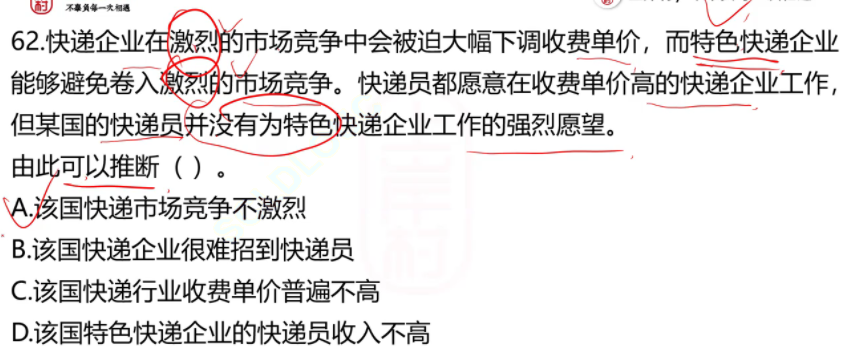 不辜负每一次相遇
62.快递企业在激烈的市场竞争中会被迫大幅下调收费单价，而特色快递企业
能够避免卷入激烈的市场竞争。快递员都愿意在收费单价高的快递企业工作，
但某国的快递员并没有为特色快递企业工作的强烈愿望。
由此可以推断（ ）。
A.该国快递市场竞争不激烈
B.该国快递企业很难招到快递员
C.该国快递行业收费单价普遍不高
D.该国特色快递企业的快递员收入不高